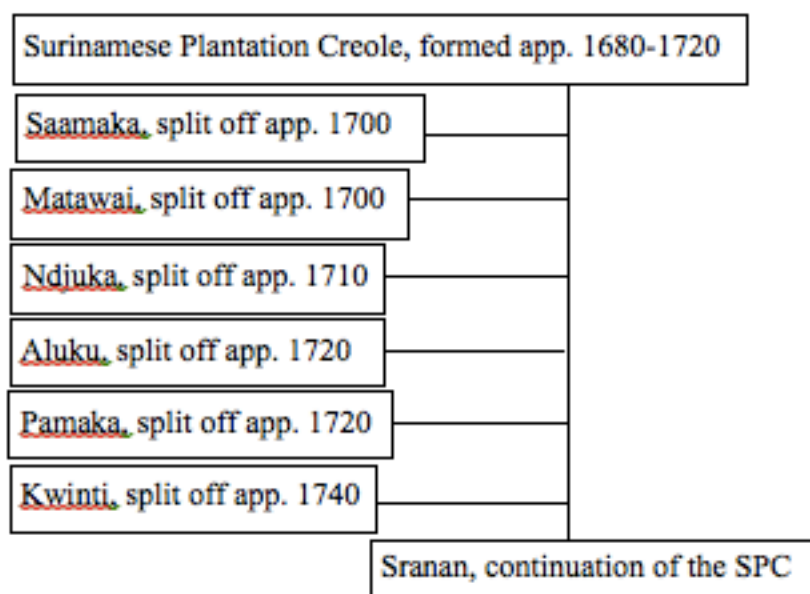 Surinamese Plantation Creole, formed app. 1680-1720
Saamaka, split off app. 1700
Matawai, split off app. 1700
Ndjuka, split off app. 1710
Aluku, split off app. 1720
Pamaka, split off app. 1720
Kwinti, split off app. 1740
Sranan, continuation of the SPC